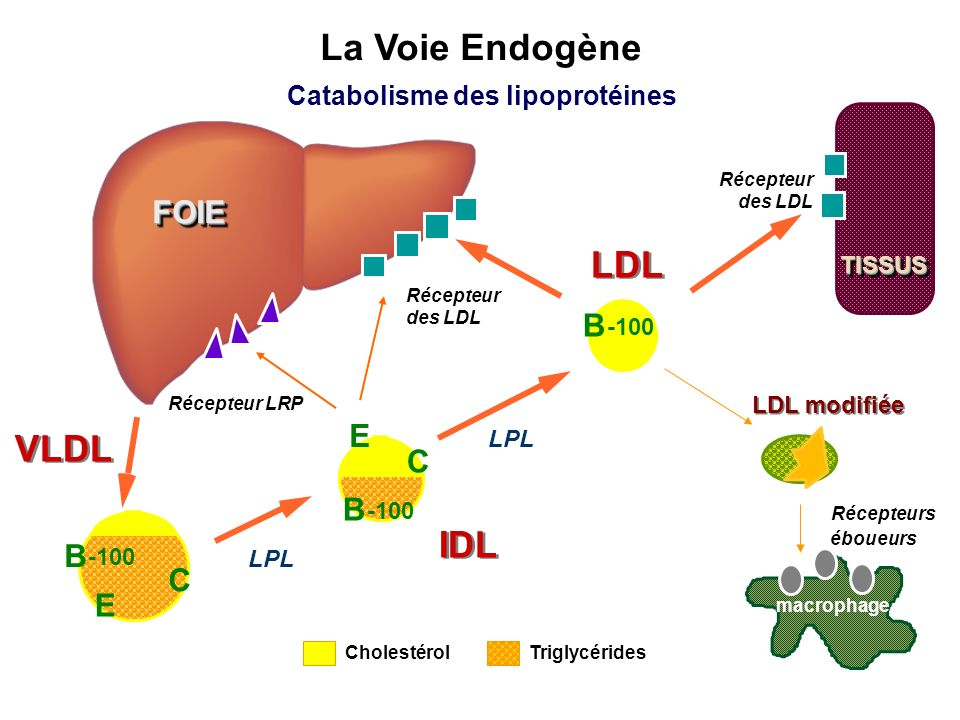 La Voie Endogène
Catabolisme des lipoprotéines
FOIE
Récepteur
des LDL
TISSUS
LDL
B-100
Récepteur
des LDL
Récepteur LRP
LDL modifiée
VLDL
E
C
B-100
LPL
IDL
Récepteurs
éboueurs
B-100
C
E
LPL
macrophage
Cholestérol
Triglycérides